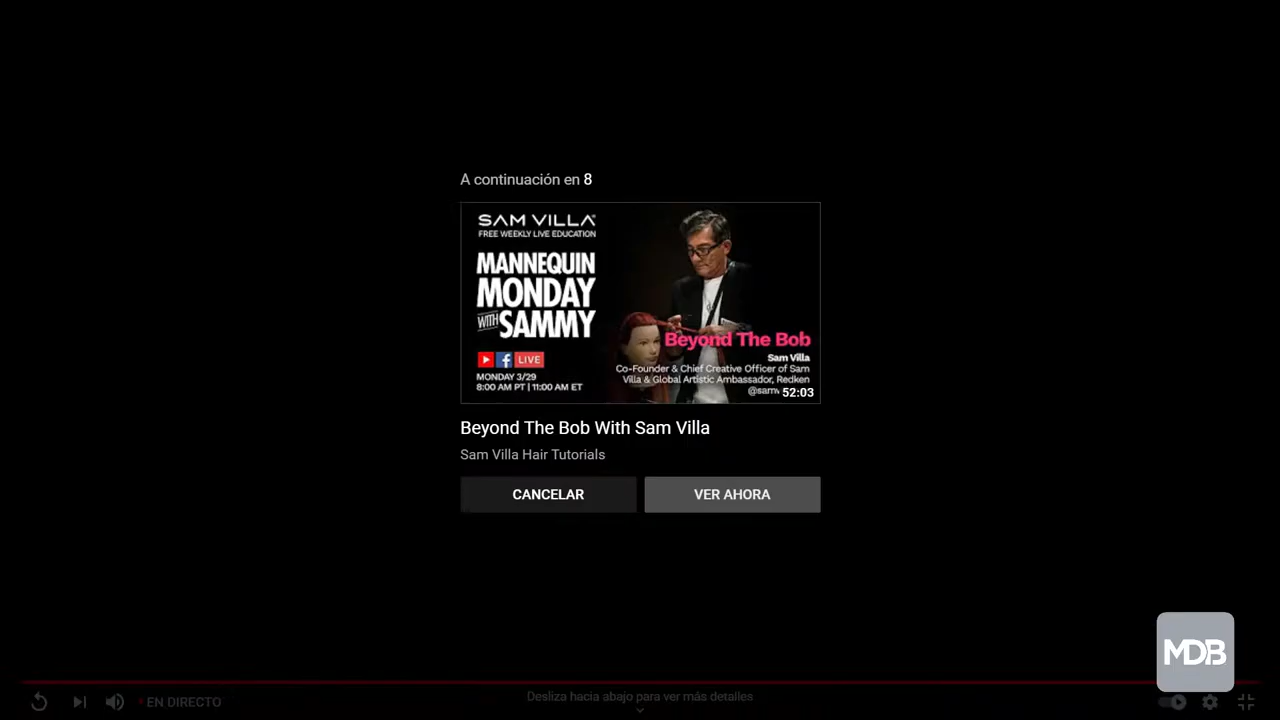 A continuación en 8
SAM VILLA
FREE WEEKLY LIVE EDUCATION
MANNEQUIN
MONDAY
WITH SAMMY
LIVE
MONDAY 3/29
8:00 AM PT | 11:00 AM ET
Beyond The Bob
Sam Villa
Co-Founder & Chief Creative Officer of Sam
Villa & Global Artistic Ambassador, Redken
52:03
Beyond The Bob With Sam Villa
Sam Villa Hair Tutorials
CANCELAR
VER AHORA
MDB
EN DIRECTO
Desliza hacia abajo para ver más detalles